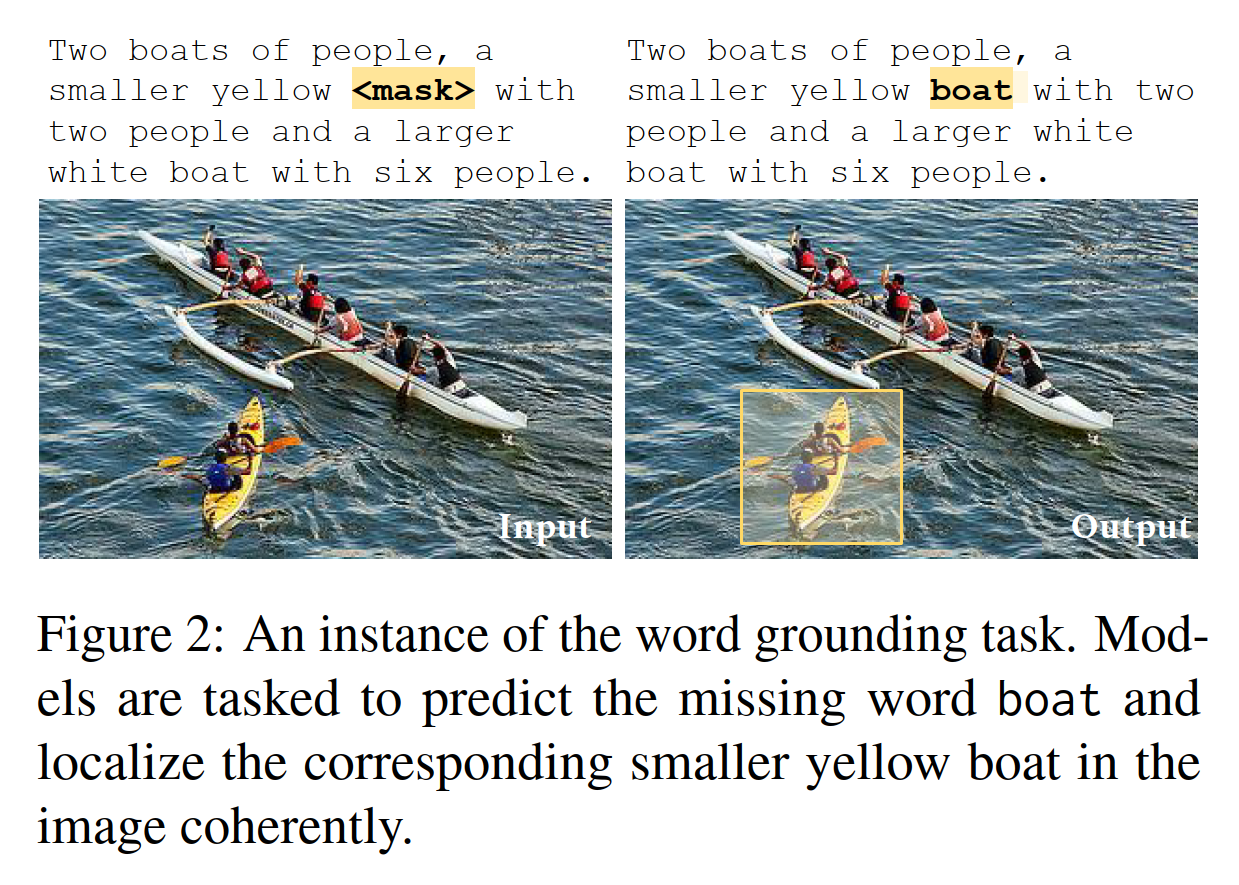 Two boats of people, a
smaller yellow <mask> with
two people and a larger
white boat with six people.
Two boats of people, a
smaller yellow boat with two
people and a larger white
boat with six people.
Input
Output
Figure 2: An instance of the word grounding task. Mod-
els are tasked to predict the missing word boat and
localize the corresponding smaller yellow boat in the
image coherently.